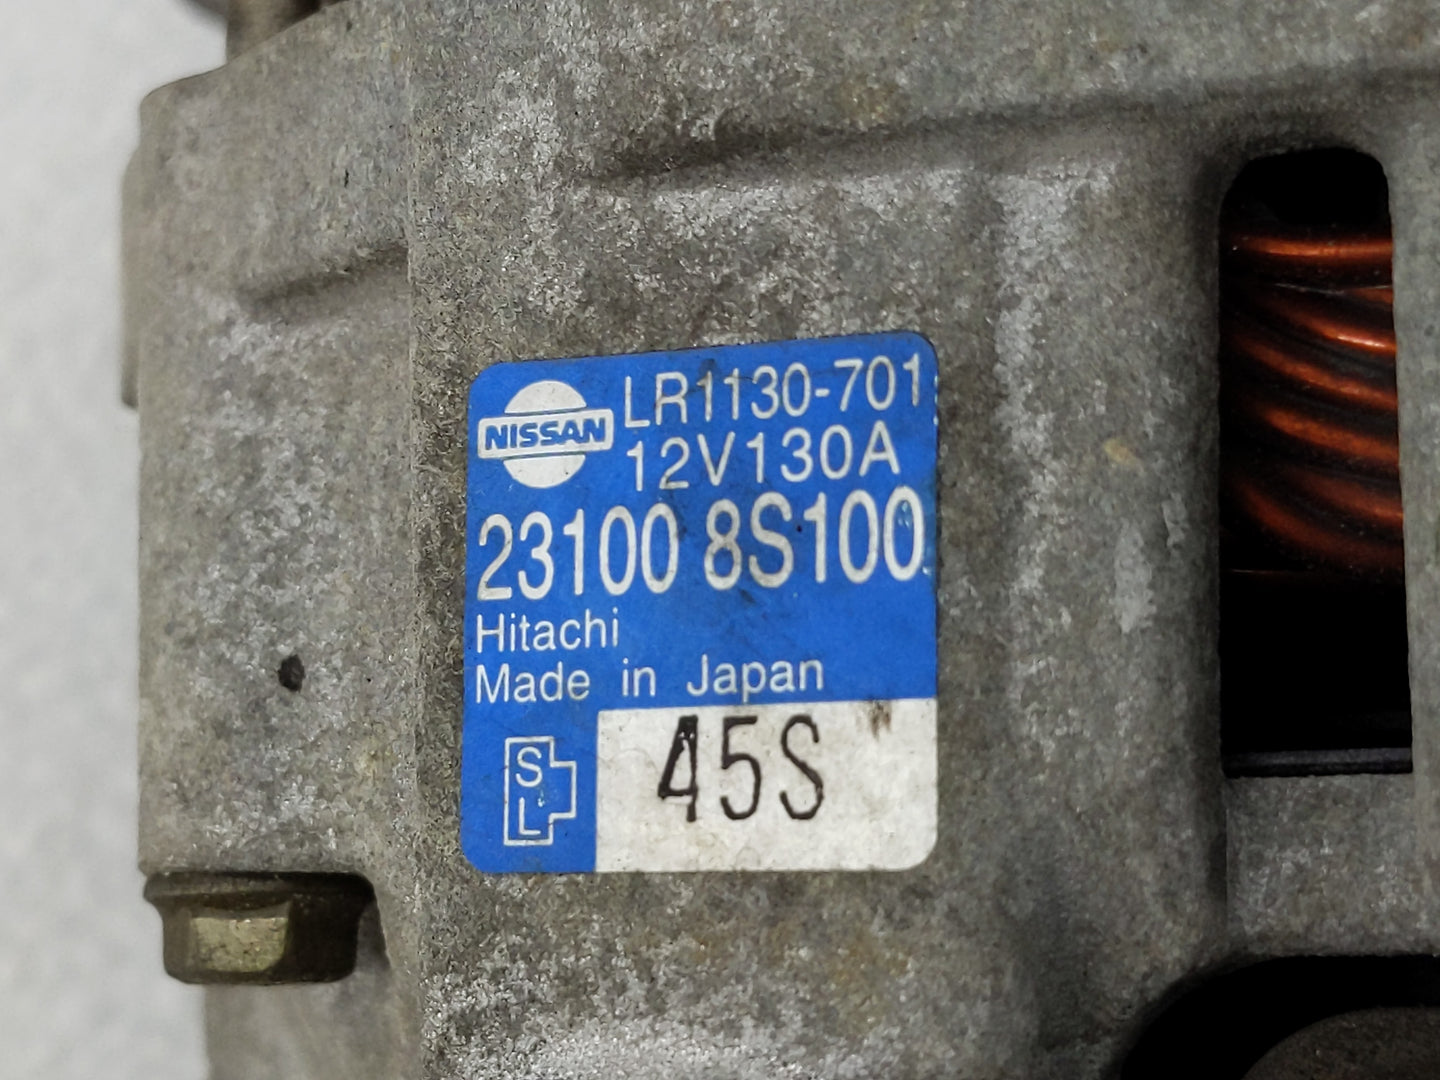 NISSAN
LR1130-701
12V130A
23100 8S100
Hitachi
Made in Japan
S
L
45S